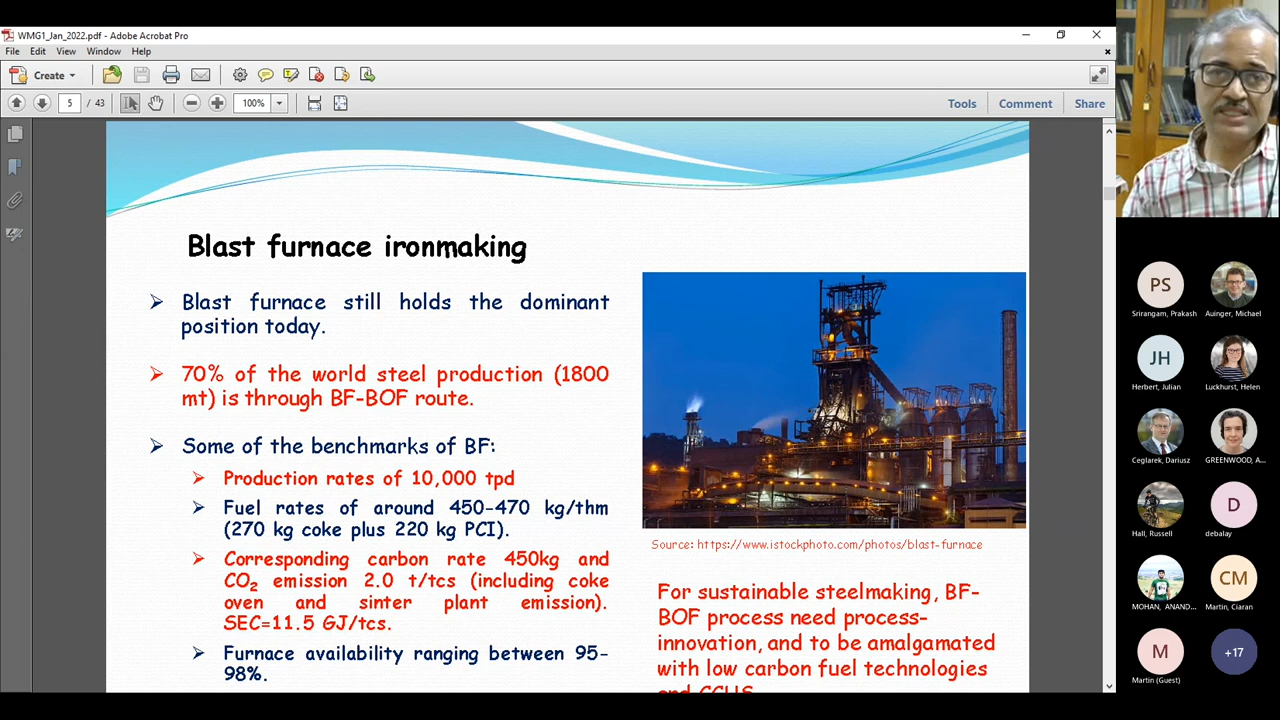 WMG1_Jan_2022.pdf - Adobe Acrobat Pro
File Edit View Window Help
Create
5 / 43
100%
Tools Comment Share
Blast furnace ironmaking
Blast furnace still holds the dominant
position today.
70% of the world steel production (1800
mt) is through BF-BOF route.
Some of the benchmarks of BF:
Production rates of 10,000 tpd
Fuel rates of around 450-470 kg/thm
(270 kg coke plus 220 kg PCI).
Corresponding carbon rate 450kg and
CO2 emission 2.0 t/tcs (including coke
oven and sinter plant emission).
SEC=11.5 GJ/tcs.
Furnace availability ranging between 95-
98%.
Source: https://www.istockphoto.com/photos/blast-furnace
For sustainable steelmaking, BF-
BOF process need process-
innovation, and to be amalgamated
with low carbon fuel technologies
and CCUS
PS
Srirangam, Prakash
Auinger, Michael
JH
Herbert, Julian
Luckhurst, Helen
Ceglarek, Dariusz
GREENWOOD, A...
Hall, Russell
D
debalay
MOHAN, ANAND...
CM
Martin, Ciaran
M
Martin (Guest)
+17